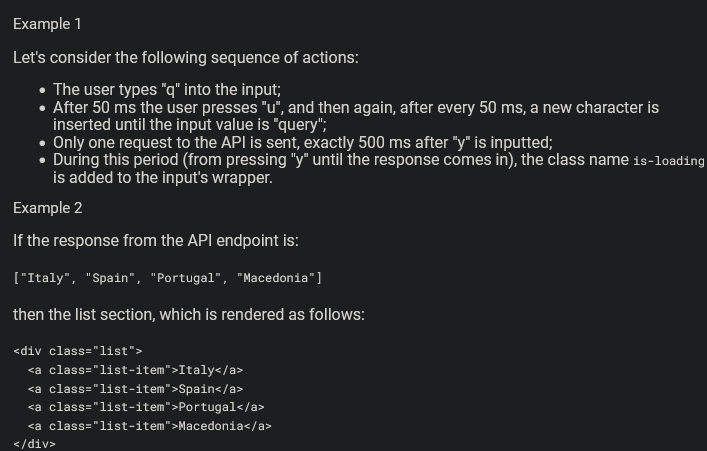 Example 1
Let's consider the following sequence of actions:
• The user types "q" into the input;
• After 50 ms the user presses "u", and then again, after every 50 ms, a new character is
inserted until the input value is "query";
• Only one request to the API is sent, exactly 500 ms after "y" is inputted;
• During this period (from pressing "y" until the response comes in), the class name is-loading
is added to the input's wrapper.
Example 2
If the response from the API endpoint is:
["Italy", "Spain", "Portugal", "Macedonia"]
then the list section, which is rendered as follows:
<div class="list">
  <a class="list-item">Italy</a>
  <a class="list-item">Spain</a>
  <a class="list-item">Portugal</a>
  <a class="list-item">Macedonia</a>
</div>